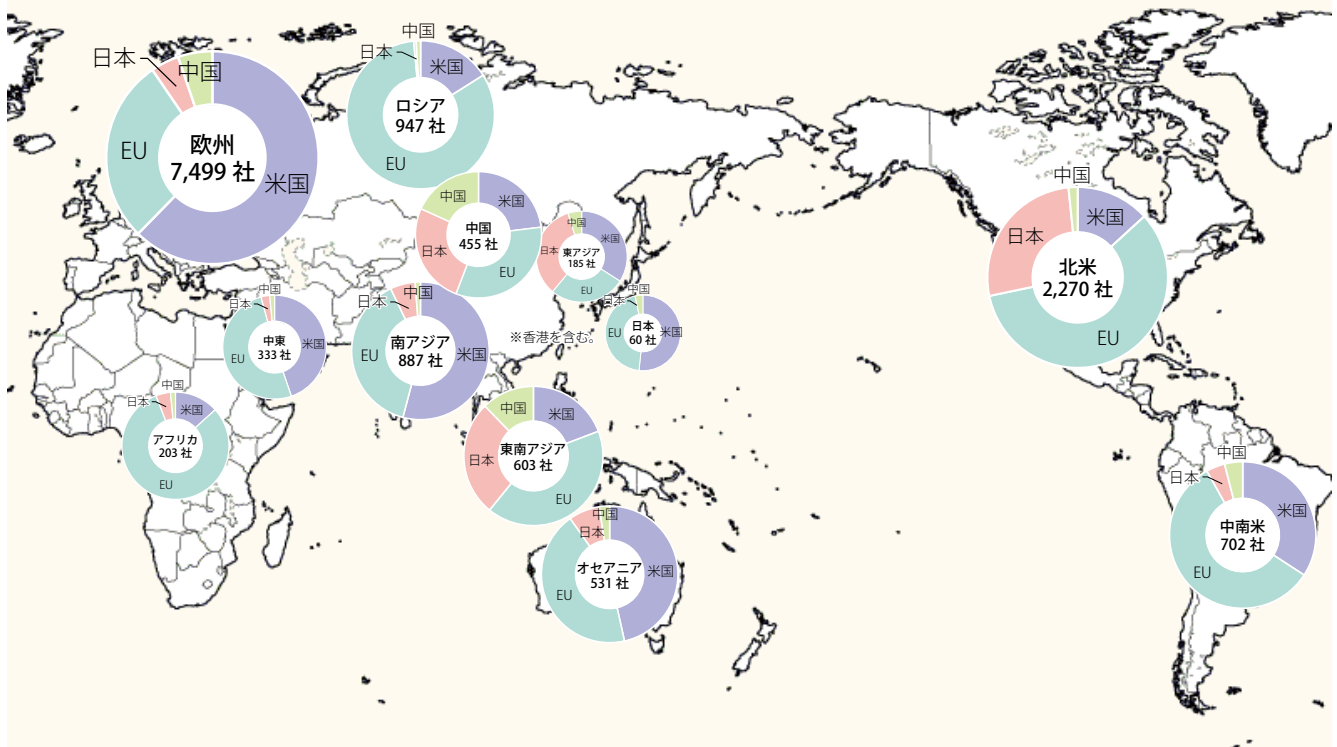 日本
中国
EU
米国
欧州
7,499 社
中国
日本
米国
EU
ロシア
947 社
中国
米国
日本
EU
中国
455 社
中国
日本
米国
EU
東アジア
185 社
中国
日本
EU
米国
日本
60 社
※香港を含む。
中国
日本
米国
EU
中東
333 社
中国
日本
EU
米国
南アジア
887 社
中国
日本
米国
EU
アフリカ
203 社
中国
米国
日本
EU
東南アジア
603 社
中国
日本
米国
EU
オセアニア
531 社
中国
米国
日本
EU
北米
2,270 社
中国
日本
米国
EU
中南米
702 社